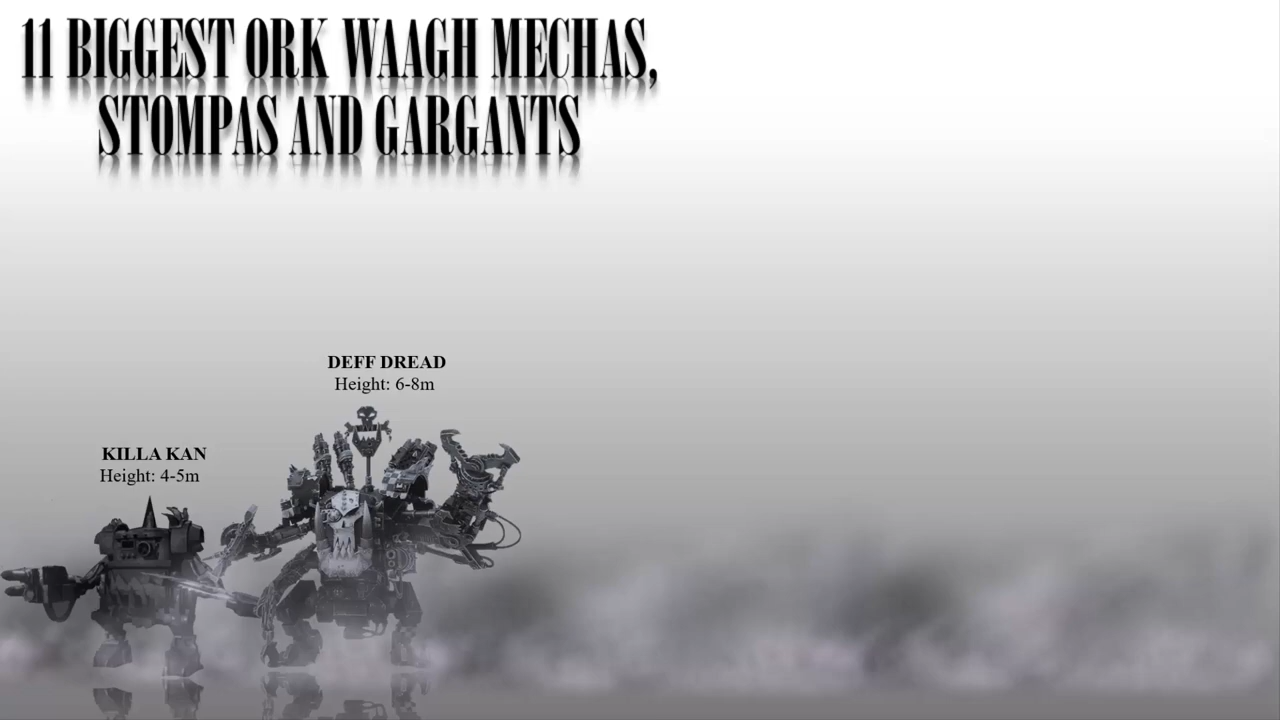 11 BIGGEST ORK WAAGH MECHAS,
STOMPAS AND GARGANTS
DEFF DREAD
Height: 6-8m
KILLA KAN
Height: 4-5m